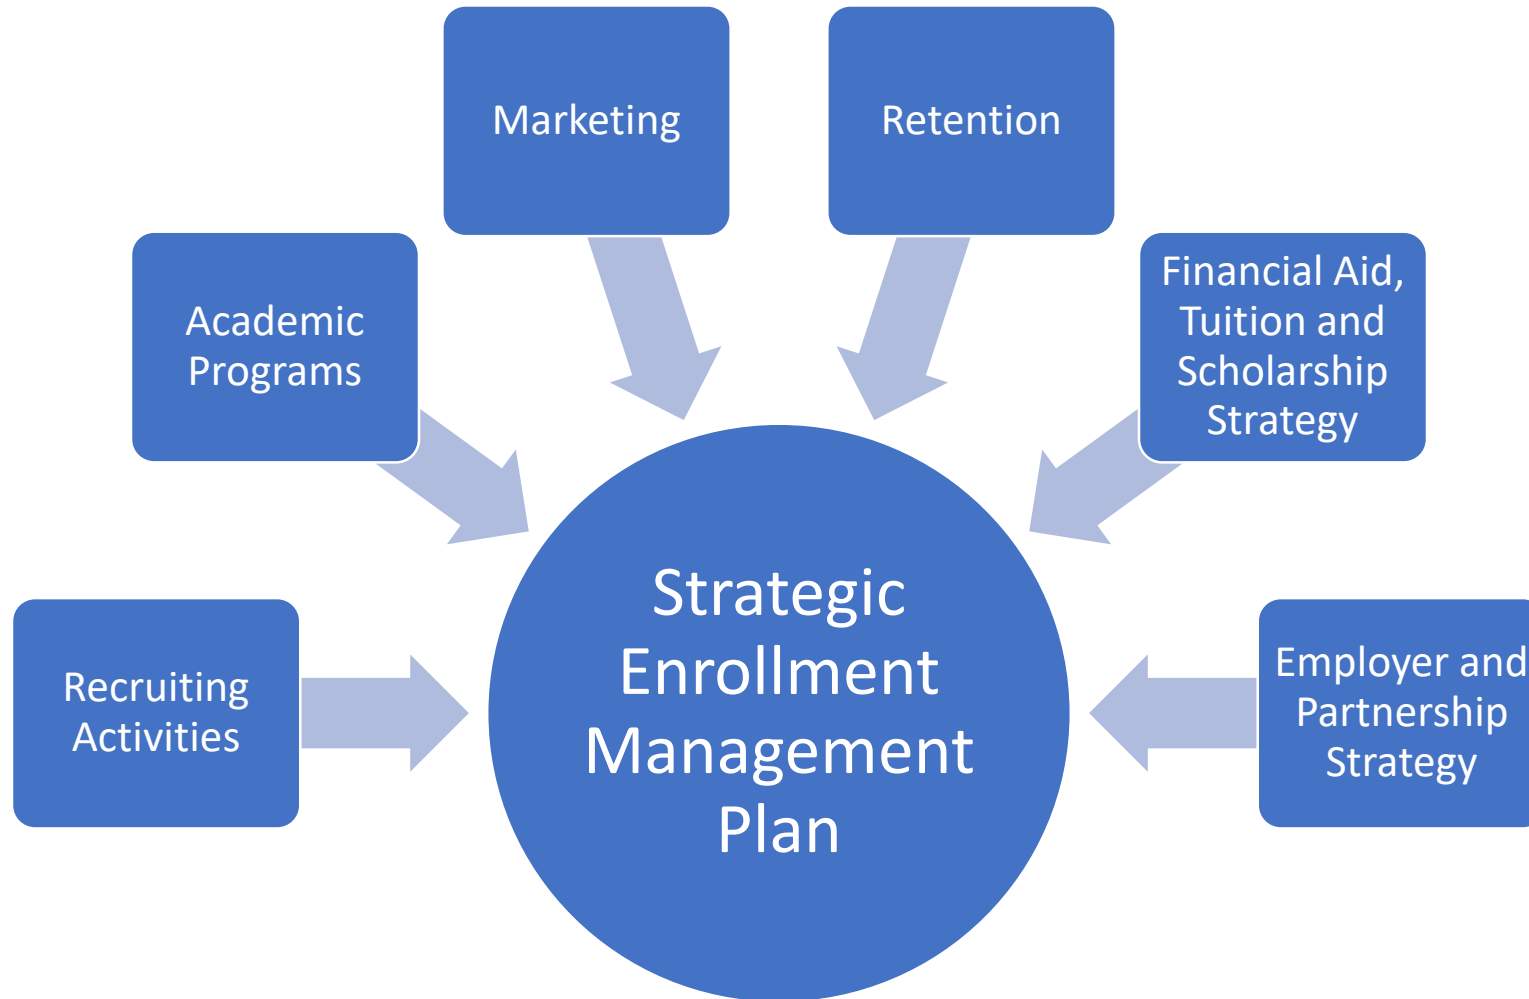 Marketing
Retention
Academic
Programs
Financial Aid,
Tuition and
Scholarship
Strategy
Recruiting
Activities
Strategic
Enrollment
Management
Plan
Employer and
Partnership
Strategy